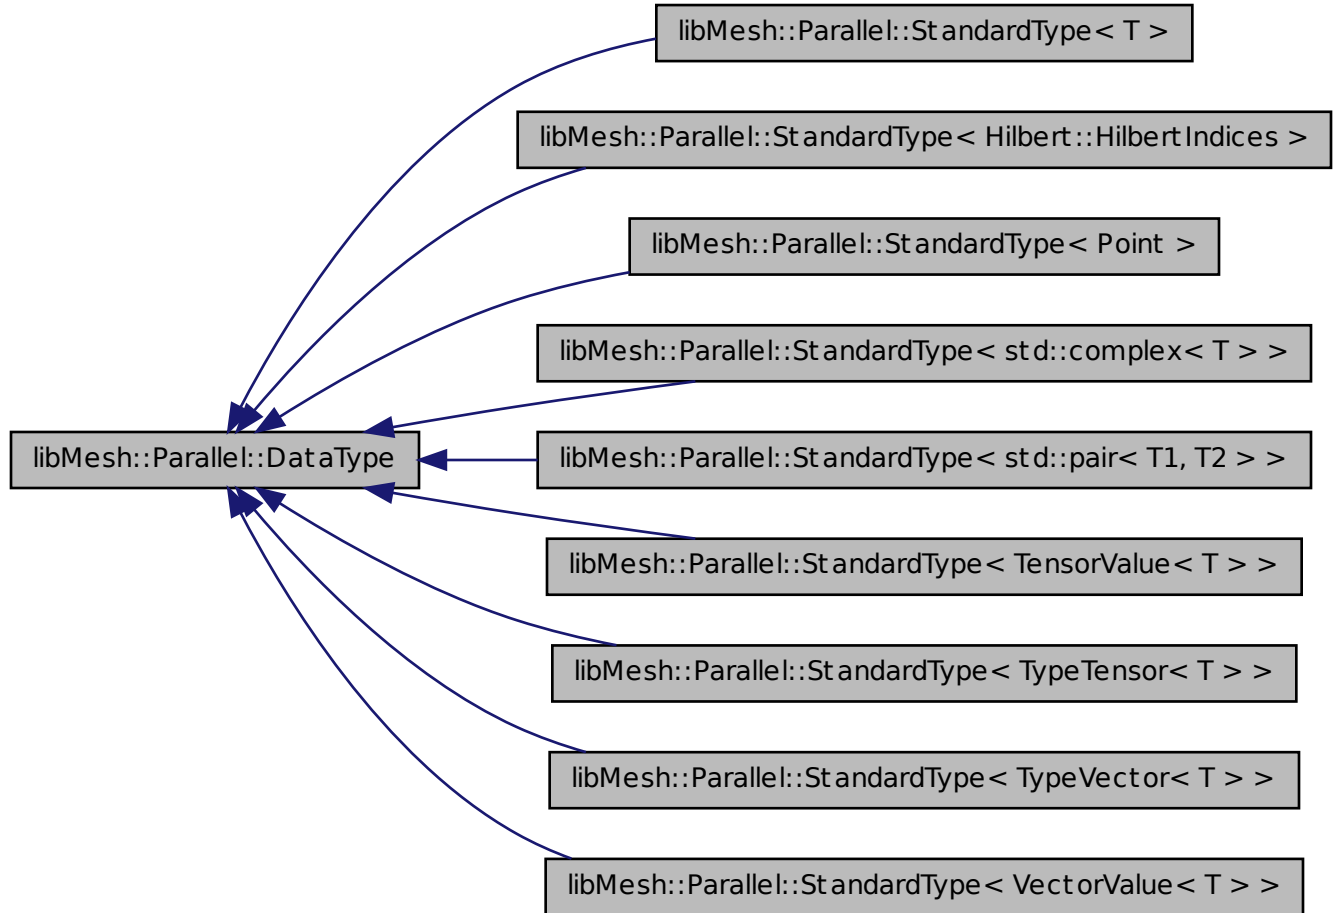 libMesh::Parallel::StandardType< T >
libMesh::Parallel::StandardType< Hilbert::HilbertIndices >
libMesh::Parallel::StandardType< Point >
libMesh::Parallel::StandardType< std::complex< T > >
libMesh::Parallel::DataType
libMesh::Parallel::StandardType< std::pair< T1, T2 > >
libMesh::Parallel::StandardType< TensorValue< T > >
libMesh::Parallel::StandardType< TypeTensor< T > >
libMesh::Parallel::StandardType< TypeVector< T > >
libMesh::Parallel::StandardType< VectorValue< T > >